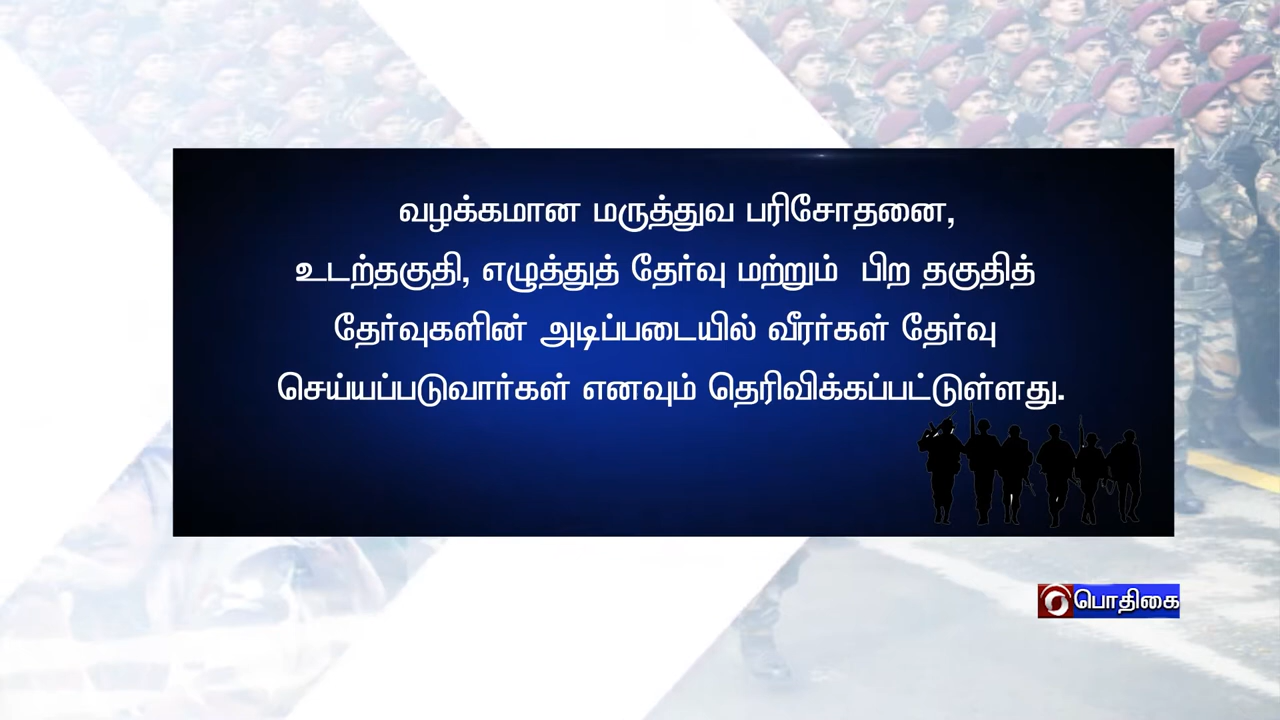 வழக்கமான மருத்துவ பரிசோதனை,
உடற்தகுதி, எழுத்துத் தேர்வு மற்றும் பிற தகுதித்
தேர்வுகளின் அடிப்படையில் வீரர்கள் தேர்வு
செய்யப்படுவார்கள் எனவும் தெரிவிக்கப்பட்டுள்ளது.
பொதிகை